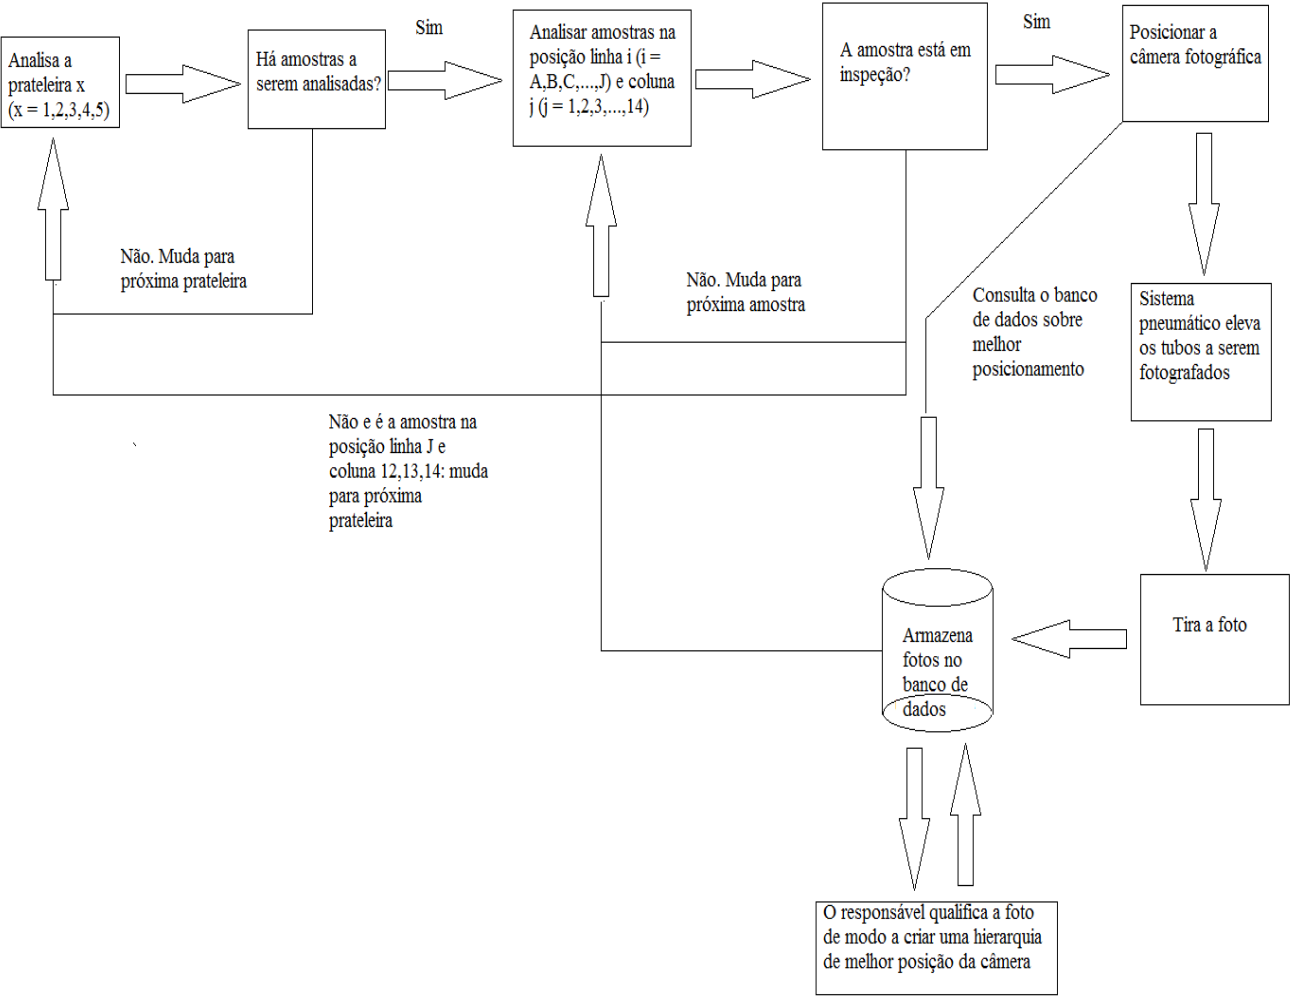 Analisa a
prateleira x
(x = 1,2,3,4,5)
Há amostras a
serem analisadas?
Sim
Analisar amostras na
posição linha i (i =
A,B,C,...,J) e coluna
j (j = 1,2,3,...,14)
A amostra está em
inspeção?
Sim
Posicionar a
câmera fotográfica
Não. Muda para
próxima prateleira
Não. Muda para
próxima amostra
Consulta o banco
de dados sobre
melhor
posicionamento
Sistema
pneumático eleva
os tubos a serem
fotografados
Não e é a amostra na
posição linha J e
coluna 12,13,14: muda
para próxima
prateleira
Tira a foto
Armazena
fotos no
banco de
dados
O responsável qualifica a foto
de modo a criar uma hierarquia
de melhor posição da câmera